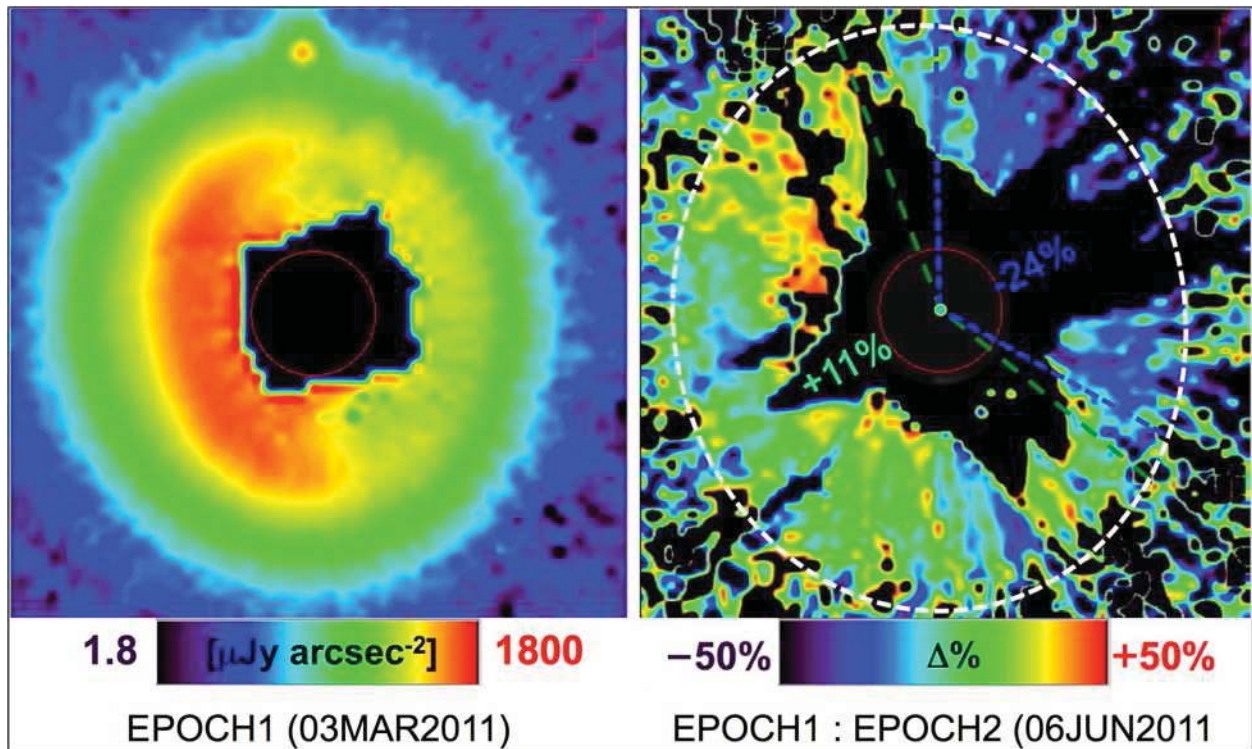 -24%
+11%
1.8 [μJy arcsec-2] 1800
−50% Δ% +50%
EPOCH1 (03MAR2011)
EPOCH1 : EPOCH2 (06JUN2011